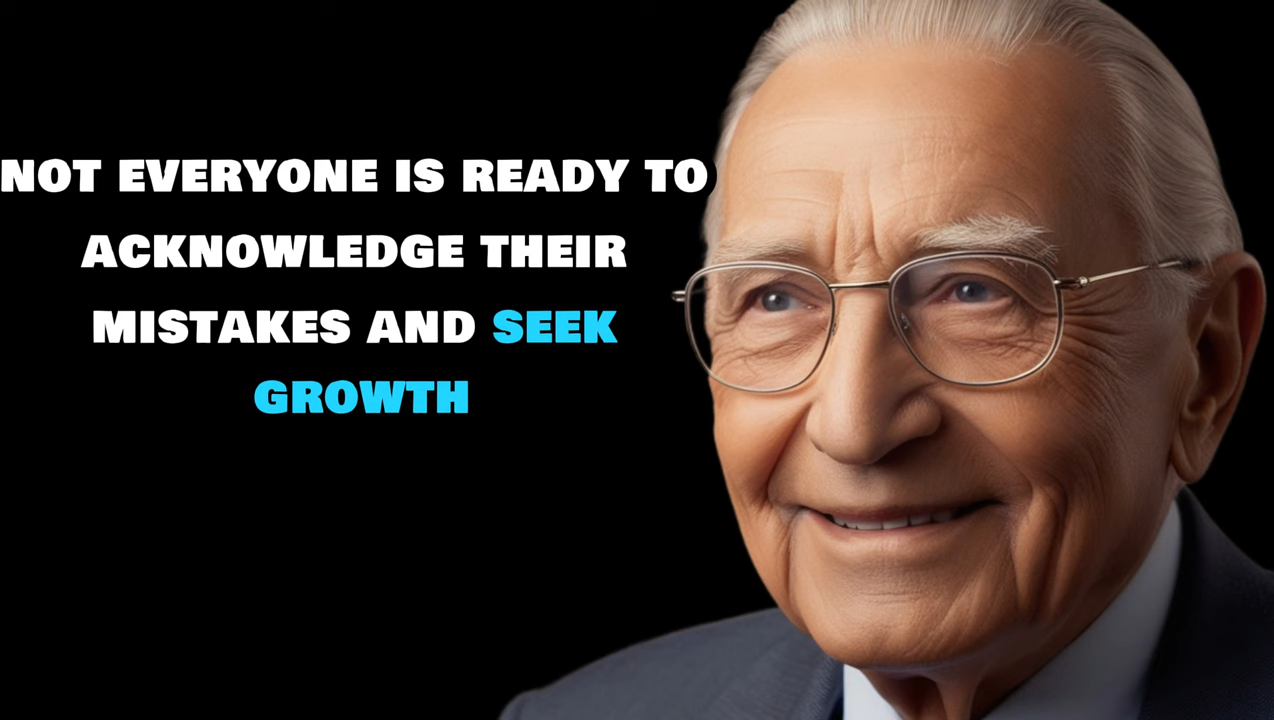 NOT EVERYONE IS READY TO
ACKNOWLEDGE THEIR
MISTAKES AND SEEK
GROWTH